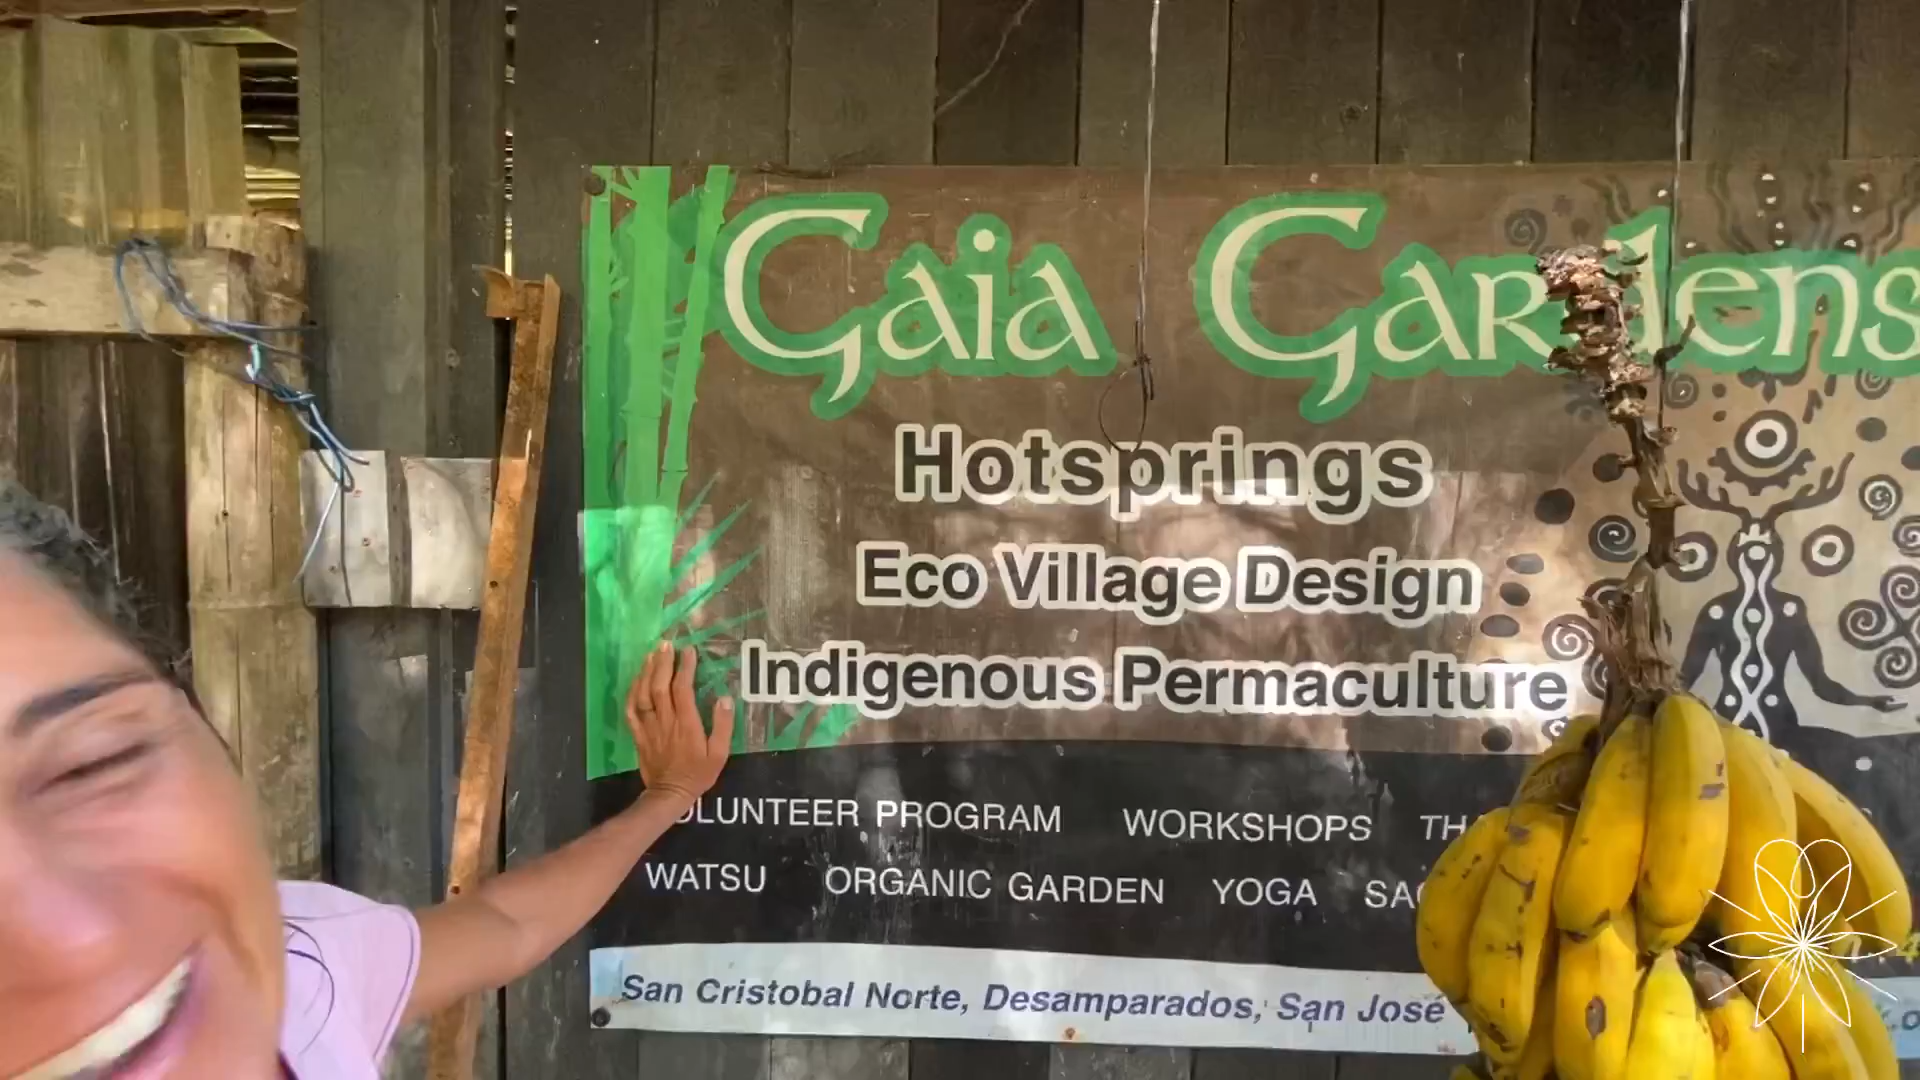 Gaia Gardens
Hotsprings
Eco Village Design
Indigenous Permaculture
VOLUNTEER PROGRAM WORKSHOPS
WATSU ORGANIC GARDEN YOGA
San Cristobal Norte, Desamparados, San José